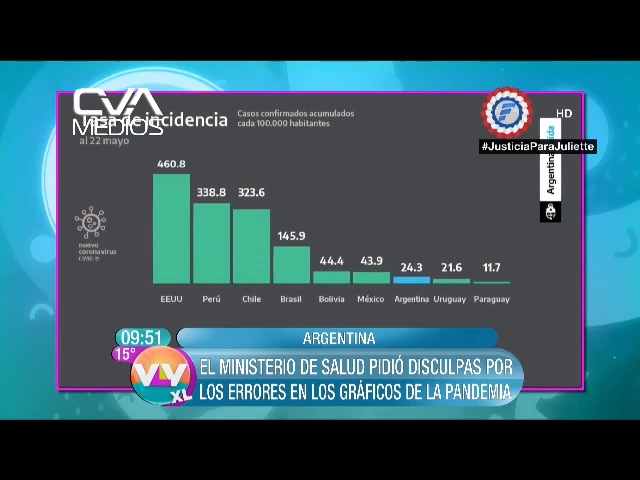 CVA
MEDIOS
Tasa de incidencia
Casos confirmados acumulados
cada 100.000 habitantes
al 22 mayo
HD
#JusticiaParaJuliette
Argentina
nuevo
coronavirus
COVID-19
460.8
338.8
323.6
145.9
44.4
43.9
24.3
21.6
11.7
EEUU
Perú
Chile
Brasil
Bolivia
México
Argentina
Uruguay
Paraguay
09:51
15°
VLV
XL
ARGENTINA
EL MINISTERIO DE SALUD PIDIÓ DISCULPAS POR
LOS ERRORES EN LOS GRÁFICOS DE LA PANDEMIA